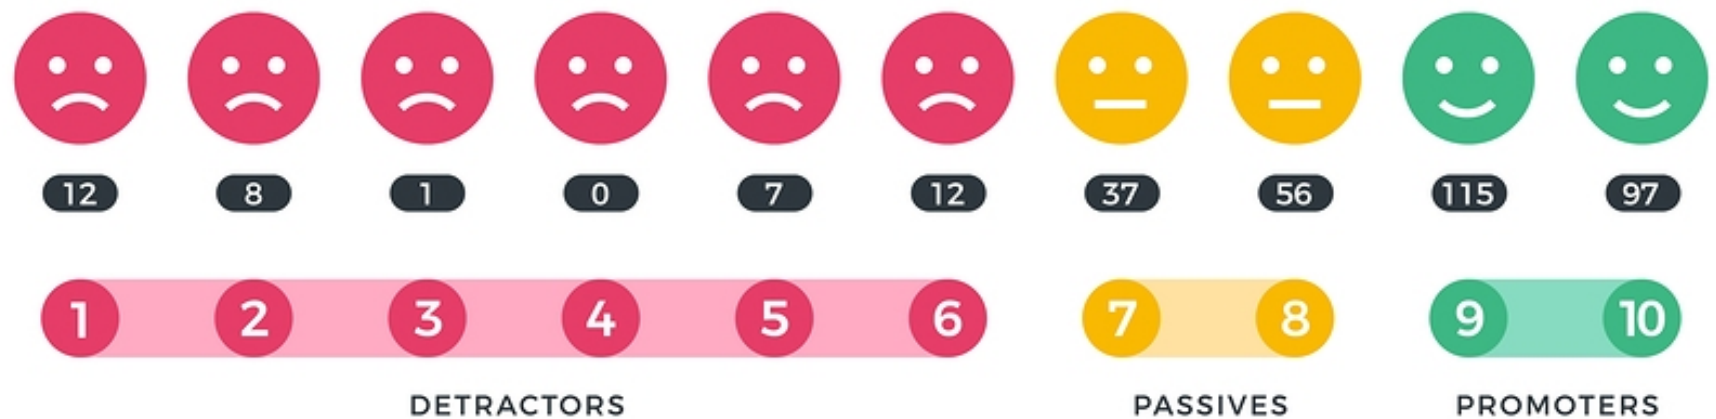 12 8 1 0 7 12 37 56 115 97
1 2 3 4 5 6 7 8 9 10
DETRACTORS PASSIVES PROMOTERS